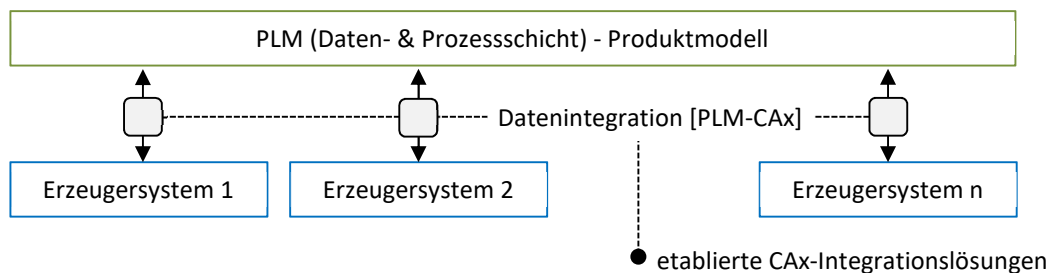 PLM (Daten- & Prozessschicht) - Produktmodell
Datenintegration [PLM-CAx]
Erzeugersystem 1
Erzeugersystem 2
Erzeugersystem n
etablierte CAx-Integrationslösungen